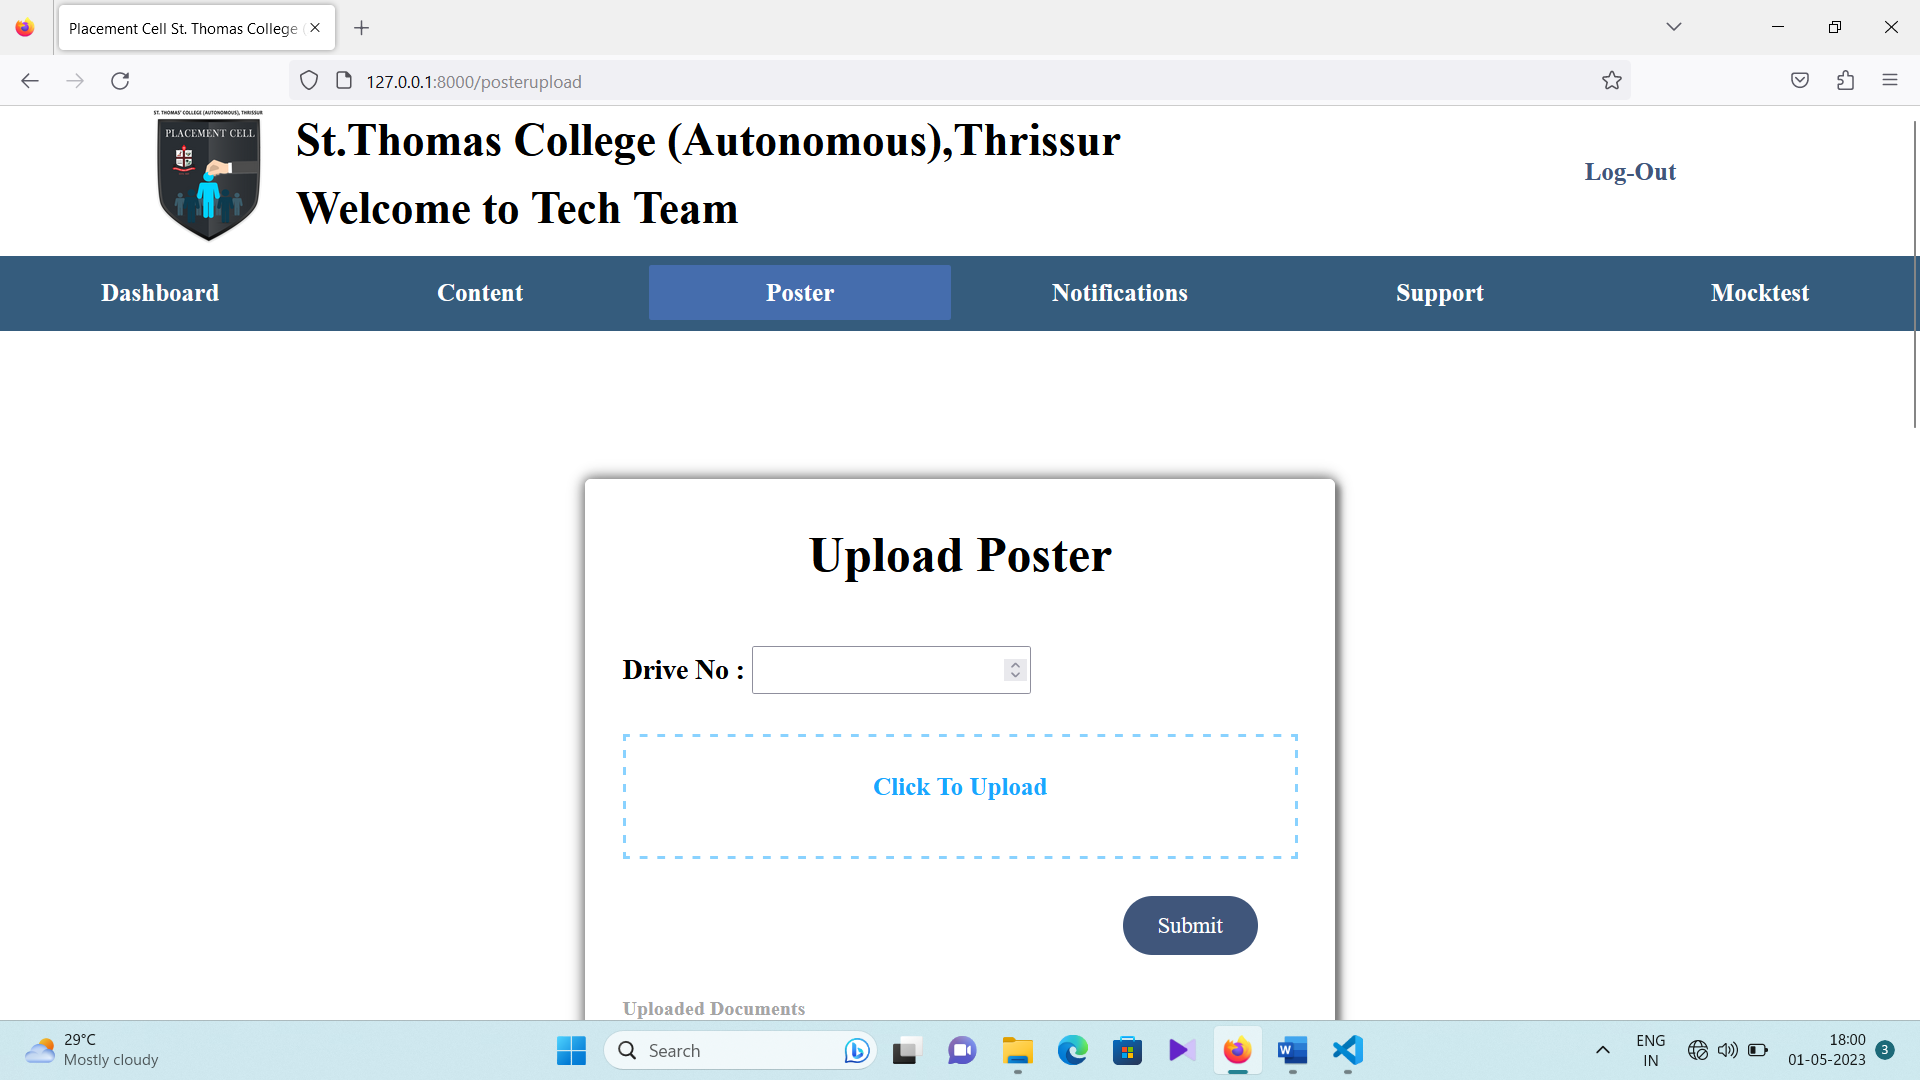 Placement Cell St. Thomas College
127.0.0.1:8000/posterupload
ST. THOMAS' COLLEGE (AUTONOMOUS), THRISSUR
PLACEMENT CELL
St.Thomas College (Autonomous),Thrissur
Welcome to Tech Team
Log-Out
Dashboard Content Poster Notifications Support Mocktest
Upload Poster
Drive No :
Click To Upload
Submit
Uploaded Documents
29°C
Mostly cloudy
Search
ENG
IN
18:00
01-05-2023
3